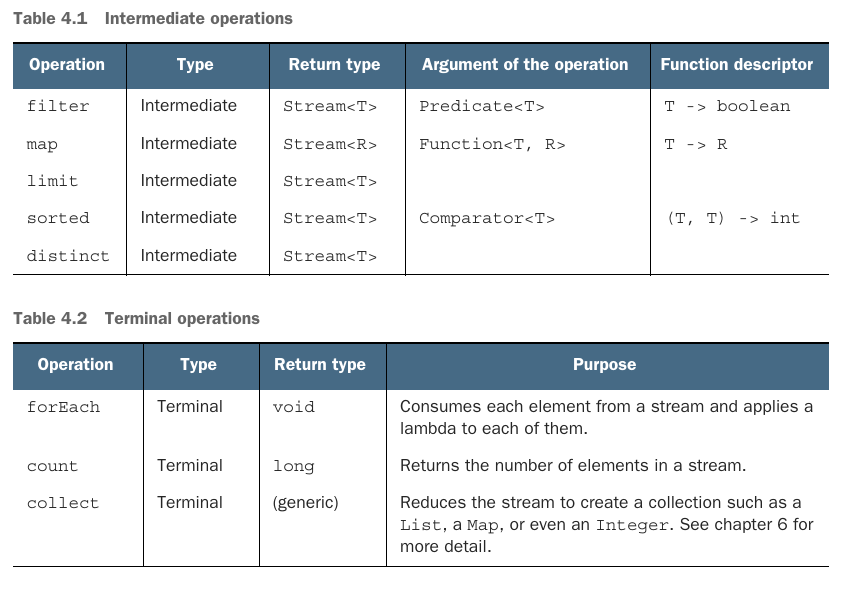 Table 4.1 Intermediate operations
Operation Type Return type Argument of the operation Function descriptor
filter Intermediate Stream<T> Predicate<T> T -> boolean
map Intermediate Stream<R> Function<T, R> T -> R
limit Intermediate Stream<T>
sorted Intermediate Stream<T> Comparator<T> (T, T) -> int
distinct Intermediate Stream<T>
Table 4.2 Terminal operations
Operation Type Return type Purpose
forEach Terminal void Consumes each element from a stream and applies a
lambda to each of them.
count Terminal long Returns the number of elements in a stream.
collect Terminal (generic) Reduces the stream to create a collection such as a
List, a Map, or even an Integer. See chapter 6 for
more detail.